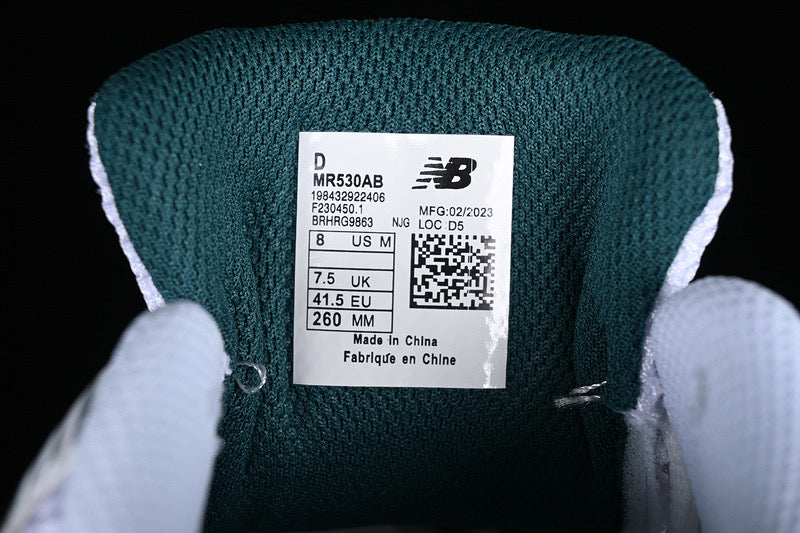 D
NB
MR530AB
198432922406
F230450.1
MFG:02/2023
BRHRG9863 NJG LOC D5
8 US M
7.5 UK
41.5 EU
260 MM
Made in China
Fabriqué en Chine